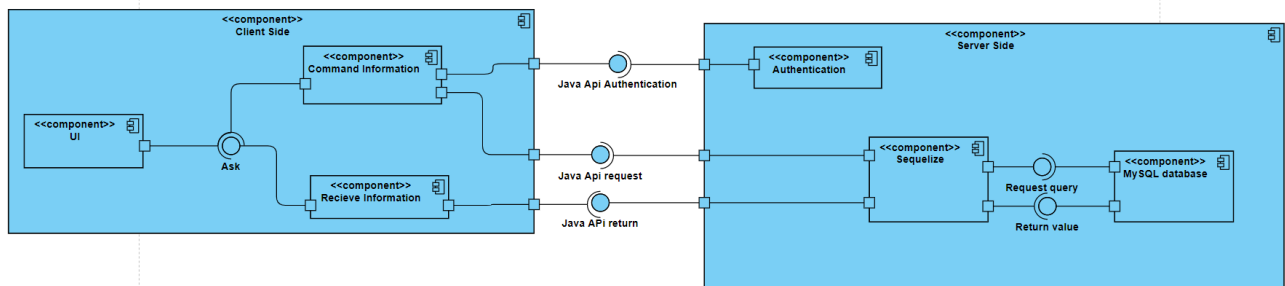 <<component>>
Client Side
<<component>>
Command Information
<<component>>
UI
Ask
<<component>>
Recieve Information
Java Api Authentication
Java Api request
Java APi return
<<component>>
Server Side
<<component>>
Authentication
<<component>>
Sequelize
Request query
Return value
<<component>>
MySQL database